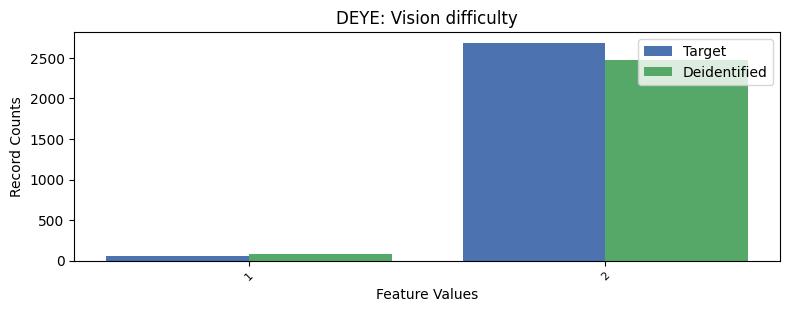 DEYE: Vision difficulty
Record Counts
2500
2000
1500
1000
500
0
Target
Deidentified
1
2
Feature Values